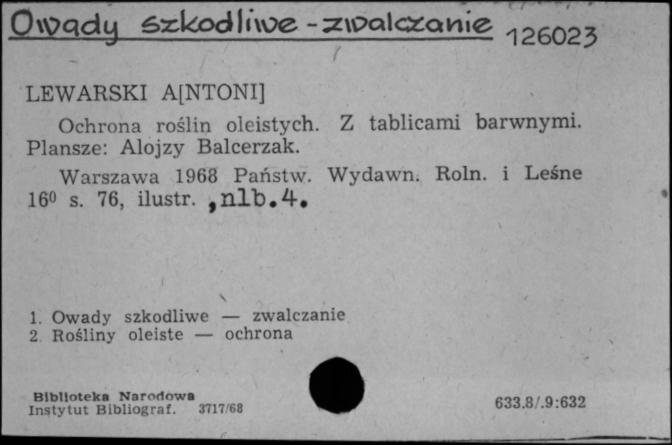 Owady szkodliwe - zwalczanie 126023
LEWARSKI A[NTONI]
Ochrona roślin oleistych. Z tablicami barwnymi.
Plansze: Alojzy Balcerzak.
Warszawa 1968 Państw. Wydawn. Roln. i Leśne
16⁰ s. 76, ilustr. , nlb. 4.
1. Owady szkodliwe — zwalczanie
2. Rośliny oleiste — ochrona
Biblioteka Narodowa
Instytut Bibliograf. 3717/68
633.8/.9:632